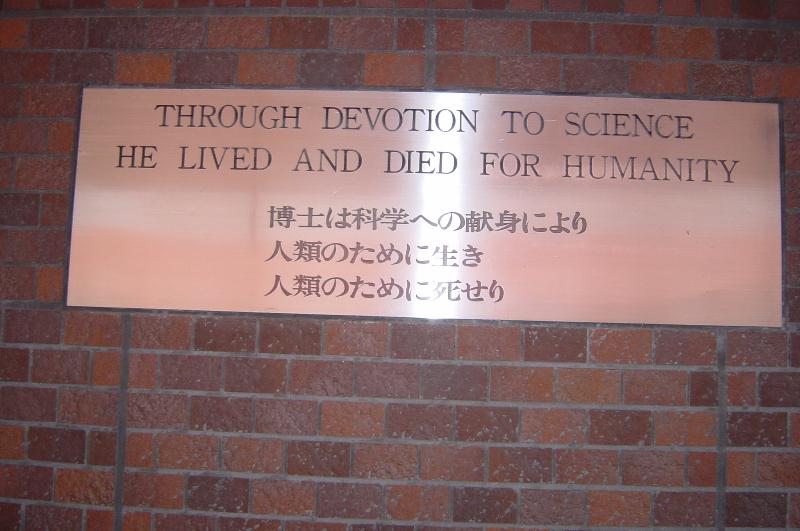 THROUGH DEVOTION TO SCIENCE
HE LIVED AND DIED FOR HUMANITY
博士は科学への献身により
人類のために生き
人類のために死せり